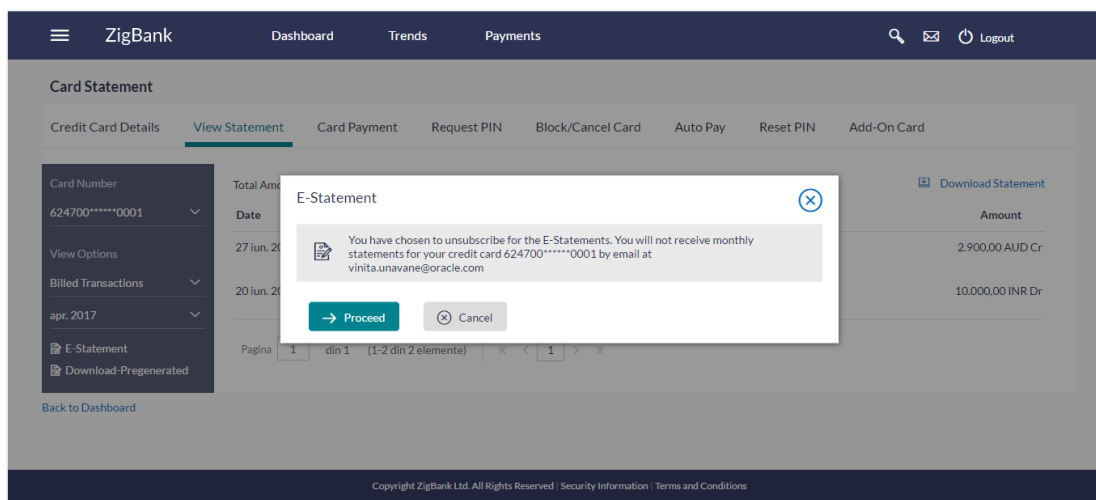 ZigBank Dashboard Trends Payments Logout
Card Statement
Credit Card Details View Statement Card Payment Request PIN Block/Cancel Card Auto Pay Reset PIN Add-On Card
Card Number
624700******0001
View Options
Billed Transactions
apr. 2017
E-Statement
Download-Pregenerated
Back to Dashboard
Total
Download Statement
Date Amount
27 iun. 2.900,00 AUD Cr
20 iun. 10.000,00 INR Dr
E-Statement
You have chosen to unsubscribe for the E-Statements. You will not receive monthly
statements for your credit card 624700******0001 by email at
vinita.unavane@oracle.com
Proceed Cancel
Pagina 1 din 1 (1-2 din 2 elemente) 1
Copyright ZigBank Ltd. All Rights Reserved | Security Information | Terms and Conditions